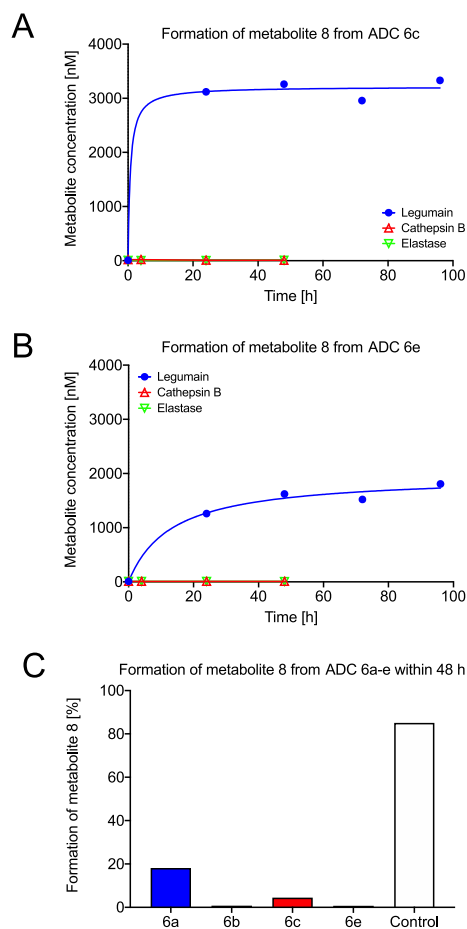 A
Formation of metabolite 8 from ADC 6c
Metabolite concentration [nM]
4000
3000
2000
1000
0
Legumain
Cathepsin B
Elastase
0 20 40 60 80 100
Time [h]
B
Formation of metabolite 8 from ADC 6e
Metabolite concentration [nM]
4000
3000
2000
1000
0
Legumain
Cathepsin B
Elastase
0 20 40 60 80 100
Time [h]
C
Formation of metabolite 8 from ADC 6a-e within 48 h
Formation of metabolite 8 [%]
100
80
60
40
20
0
6a 6b 6c 6e Control